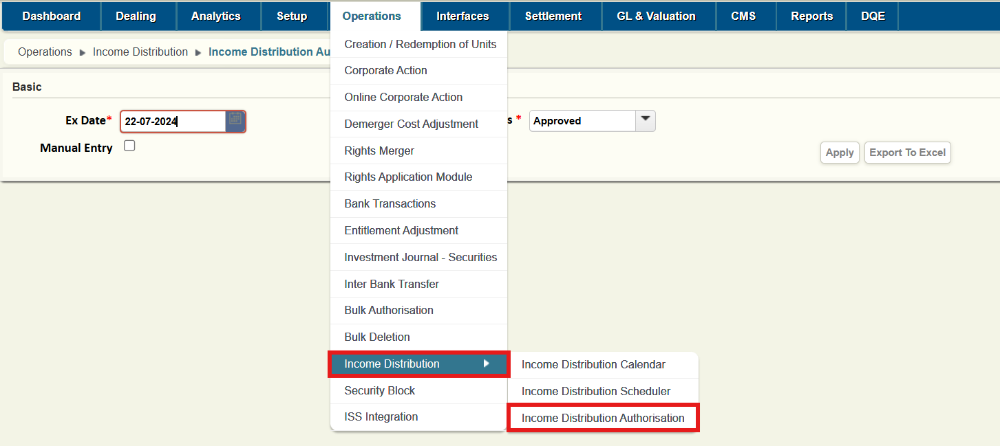 Dashboard Dealing Analytics Setup Operations Interfaces Settlement GL & Valuation CMS Reports DQE
Operations ▶ Income Distribution ▶ Income Distribution Au
Basic
Ex Date* 22-07-2024
s * Approved
Manual Entry
Apply Export To Excel
Creation / Redemption of Units
Corporate Action
Online Corporate Action
Demerger Cost Adjustment
Rights Merger
Rights Application Module
Bank Transactions
Entitlement Adjustment
Investment Journal - Securities
Inter Bank Transfer
Bulk Authorisation
Bulk Deletion
Income Distribution
Security Block
ISS Integration
Income Distribution Calendar
Income Distribution Scheduler
Income Distribution Authorisation